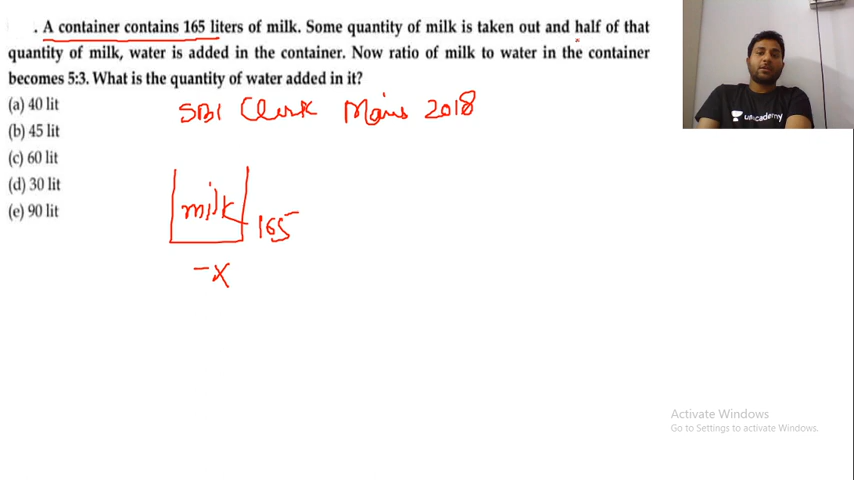 . A container contains 165 liters of milk. Some quantity of milk is taken out and half of that
quantity of milk, water is added in the container. Now ratio of milk to water in the container
becomes 5:3. What is the quantity of water added in it?
(a) 40 lit
(b) 45 lit
(c) 60 lit
(d) 30 lit
(e) 90 lit
SBI Clerk Mains 2018
milk
165
-x
unacademy
Activate Windows
Go to Settings to activate Windows.